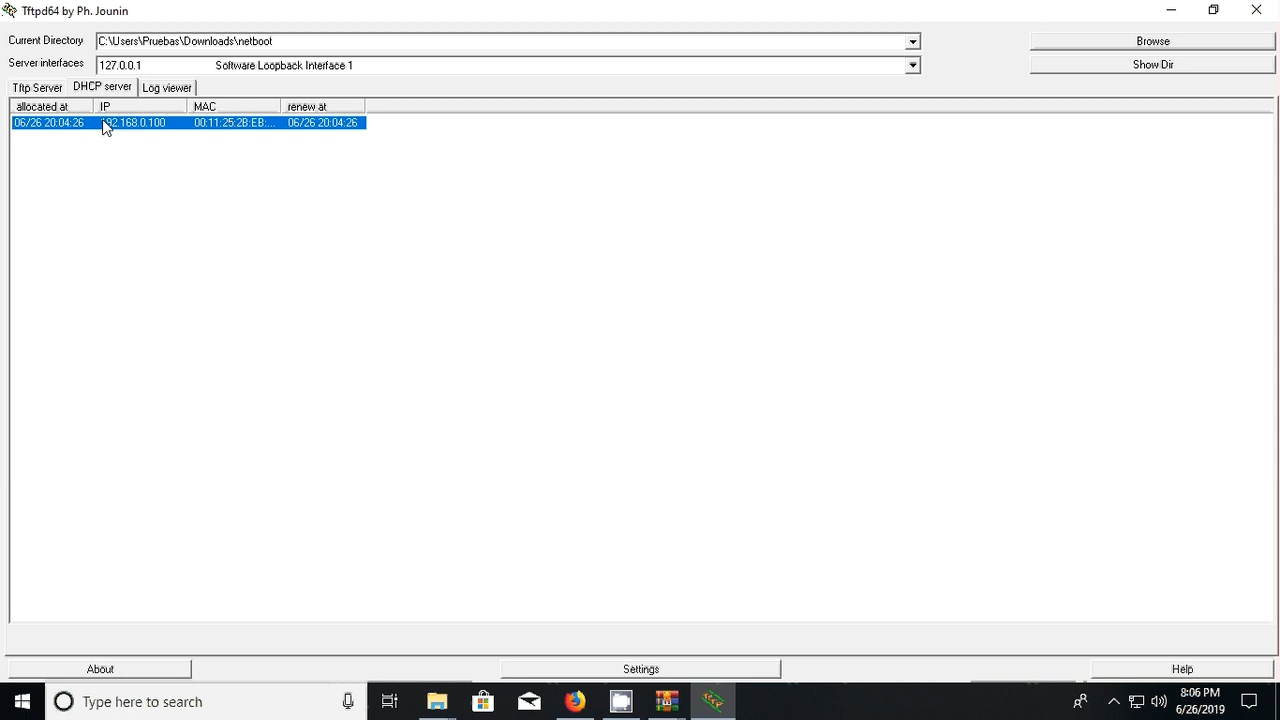 Tftpd64 by Ph. Jounin
Current Directory C:\Users\Pruebas\Downloads\netboot Browse
Server interfaces 127.0.0.1 Software Loopback Interface 1 Show Dir
Tftp Server DHCP server Log viewer
allocated at IP MAC renew at
06/26 20:04:26 192.168.0.100 00:11:25:2B:EB:... 06/26 20:04:26
About Settings Help
Type here to search
8:06 PM
6/26/2019